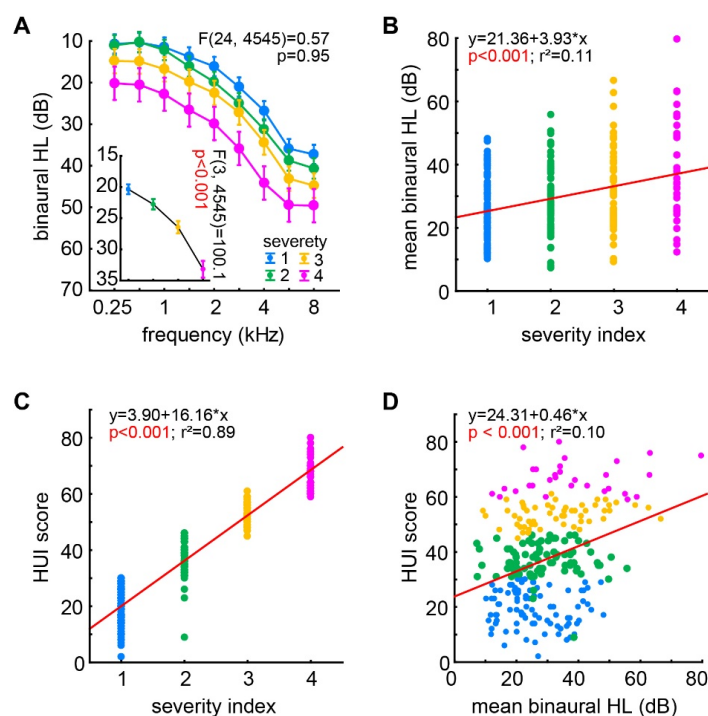 A
F(24, 4545)=0.57
p=0.95
binaural HL (dB)
10
20
30
40
50
60
70
20
25
30
35
F(3, 4545)=100.1
p<0.001
severety
1 3
2 4
0.25 1 2 4 8
frequency (kHz)
B
y=21.36+3.93*x
p<0.001; r²=0.11
mean binaural HL (dB)
80
60
40
20
0
1 2 3 4
severity index
C
y=3.90+16.16*x
p<0.001; r²=0.89
HUI score
80
60
40
20
0
1 2 3 4
severity index
D
y=24.31+0.46*x
p < 0.001; r²=0.10
HUI score
80
60
40
20
0
0 20 40 60 80
mean binaural HL (dB)